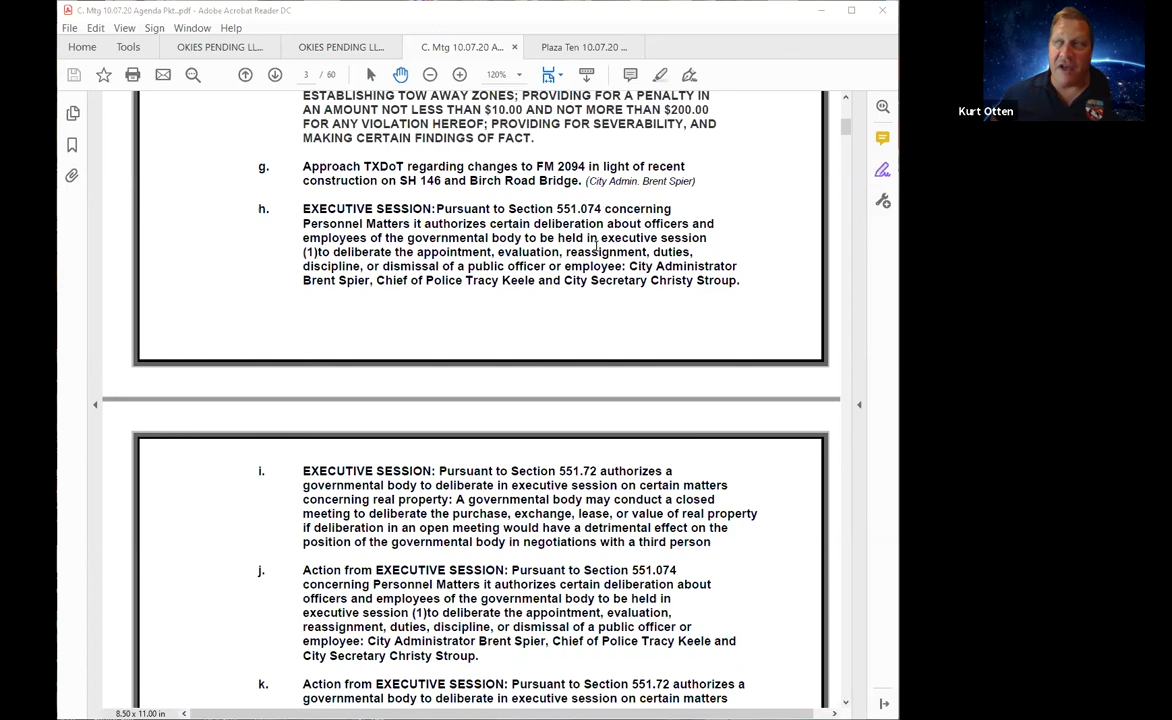 C. Mtg 10.07.20 Agenda Pkt..pdf - Adobe Acrobat Reader DC
File Edit View Sign Window Help
Home Tools OKIES PENDING LL... OKIES PENDING LL... C. Mtg 10.07.20 A... × Plaza Ten 10.07.20 ...
3 / 60 120%
Kurt Otten
ESTABLISHING TOW AWAY ZONES; PROVIDING FOR A PENALTY IN
AN AMOUNT NOT LESS THAN $10.00 AND NOT MORE THAN $200.00
FOR ANY VIOLATION HEREOF; PROVIDING FOR SEVERABILITY, AND
MAKING CERTAIN FINDINGS OF FACT.
g. Approach TXDoT regarding changes to FM 2094 in light of recent
construction on SH 146 and Birch Road Bridge. (City Admin. Brent Spier)
h. EXECUTIVE SESSION:Pursuant to Section 551.074 concerning
Personnel Matters it authorizes certain deliberation about officers and
employees of the governmental body to be held in executive session
(1)to deliberate the appointment, evaluation, reassignment, duties,
discipline, or dismissal of a public officer or employee: City Administrator
Brent Spier, Chief of Police Tracy Keele and City Secretary Christy Stroup.
i. EXECUTIVE SESSION: Pursuant to Section 551.72 authorizes a
governmental body to deliberate in executive session on certain matters
concerning real property: A governmental body may conduct a closed
meeting to deliberate the purchase, exchange, lease, or value of real property
if deliberation in an open meeting would have a detrimental effect on the
position of the governmental body in negotiations with a third person
j. Action from EXECUTIVE SESSION: Pursuant to Section 551.074
concerning Personnel Matters it authorizes certain deliberation about
officers and employees of the governmental body to be held in
executive session (1)to deliberate the appointment, evaluation,
reassignment, duties, discipline, or dismissal of a public officer or
employee: City Administrator Brent Spier, Chief of Police Tracy Keele and
City Secretary Christy Stroup.
k. Action from EXECUTIVE SESSION: Pursuant to Section 551.72 authorizes a
governmental body to deliberate in executive session on certain matters
8.50 x 11.00 in